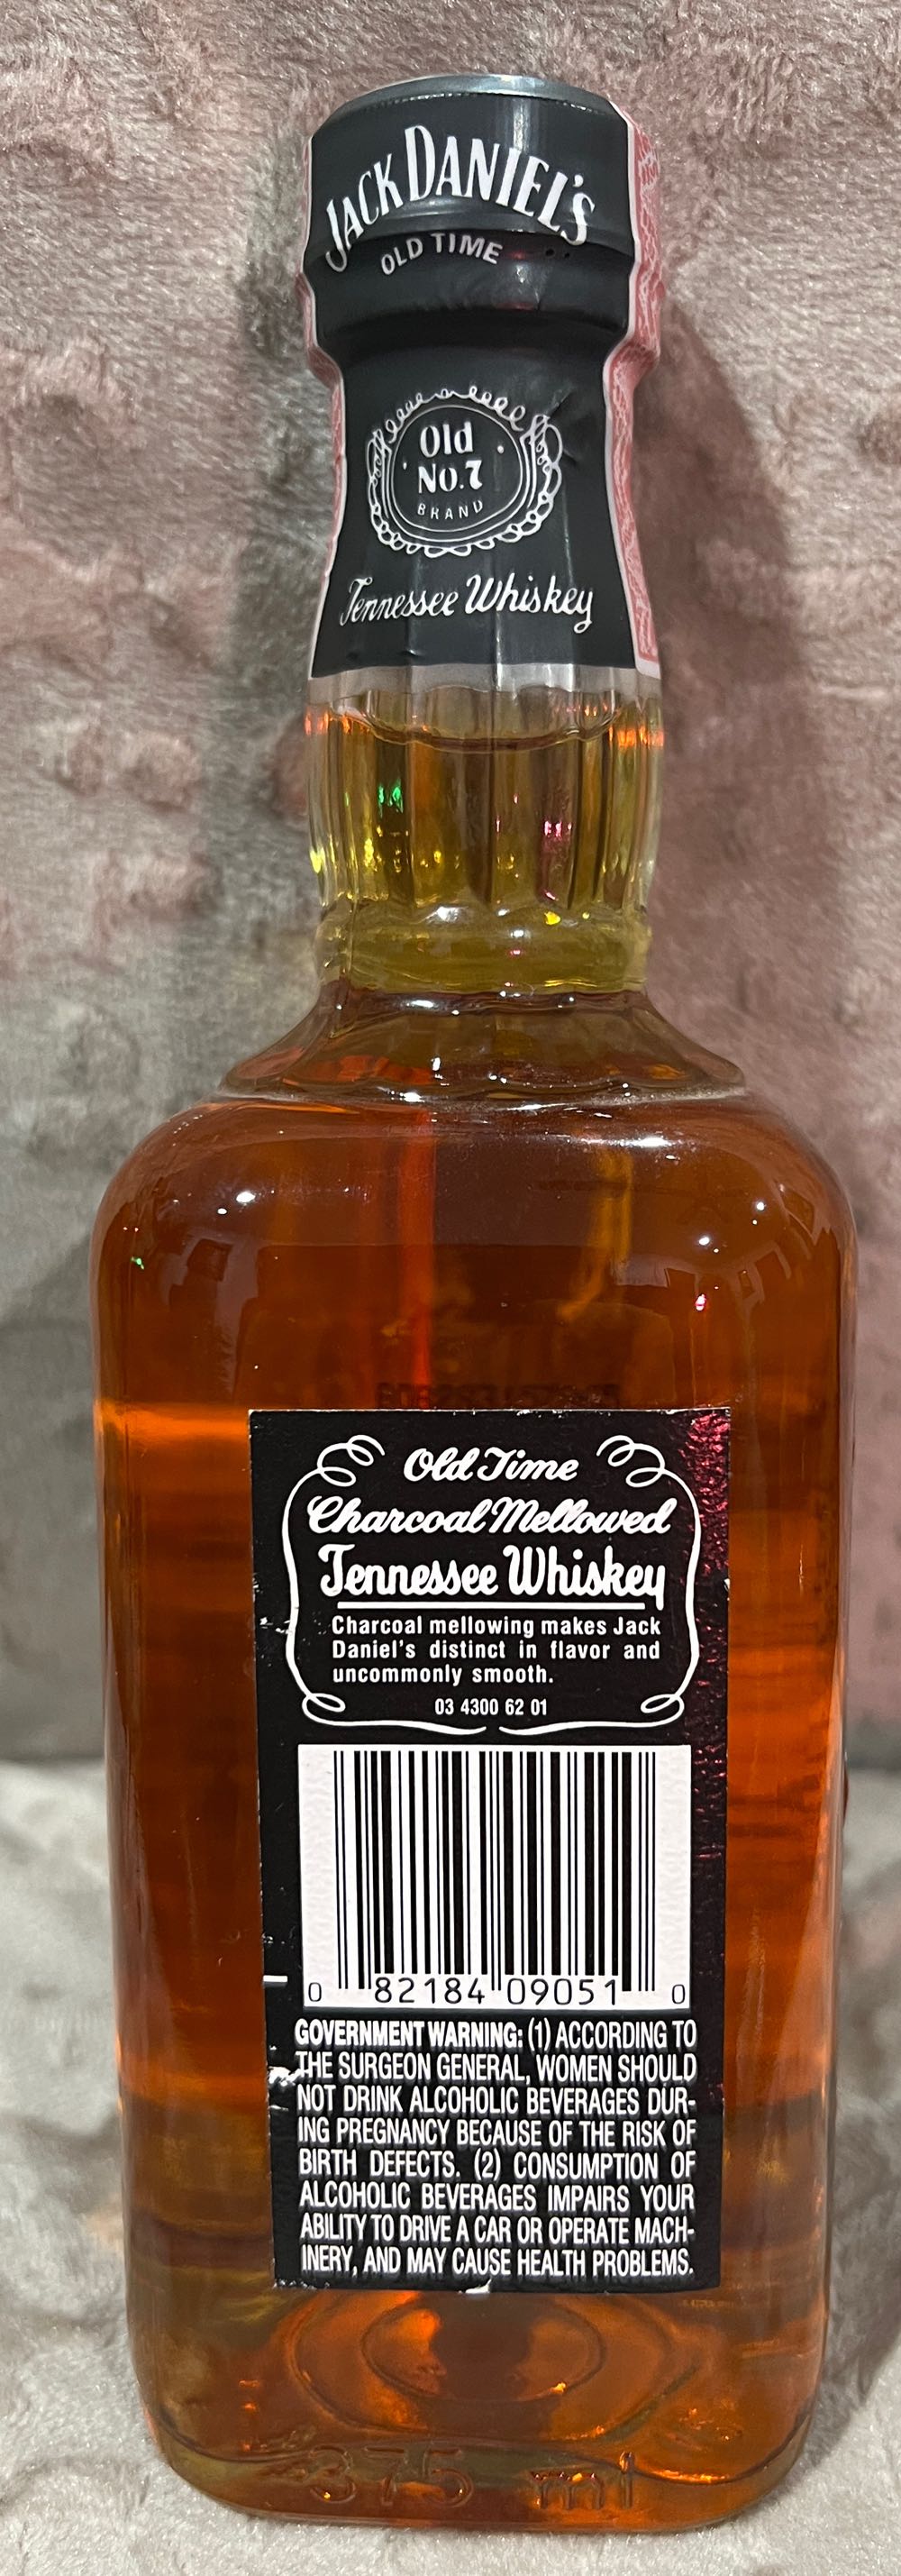 JACK DANIEL'S
OLD TIME
Old
No.7
BRAND
Tennessee Whiskey
Old Time
Charcoal Mellowed
Tennessee Whiskey
Charcoal mellowing makes Jack
Daniel's distinct in flavor and
uncommonly smooth.
03 4300 62 01
0 82184 09051 0
GOVERNMENT WARNING: (1) ACCORDING TO
THE SURGEON GENERAL, WOMEN SHOULD
NOT DRINK ALCOHOLIC BEVERAGES DUR-
ING PREGNANCY BECAUSE OF THE RISK OF
BIRTH DEFECTS. (2) CONSUMPTION OF
ALCOHOLIC BEVERAGES IMPAIRS YOUR
ABILITY TO DRIVE A CAR OR OPERATE MACH-
INERY, AND MAY CAUSE HEALTH PROBLEMS.
375 ml